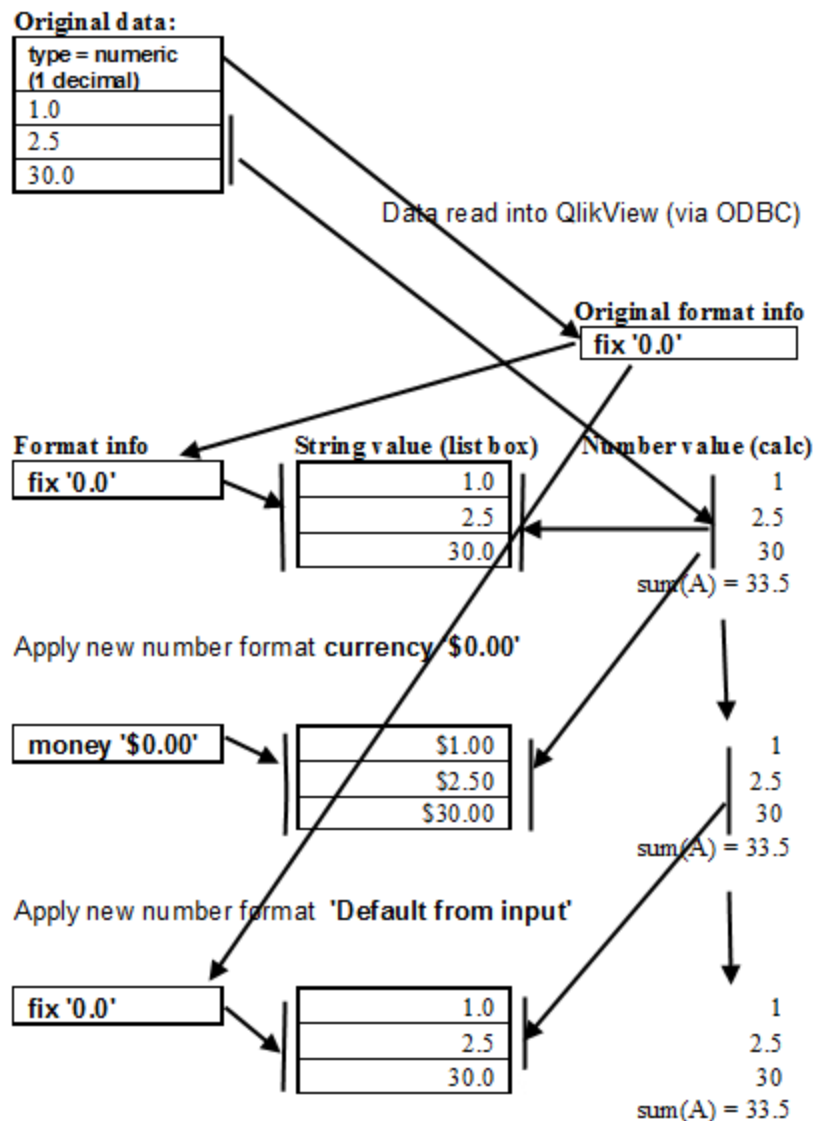 Original data:
type = numeric
(1 decimal)
1.0
2.5
30.0
Data read into QlikView (via ODBC)
Original format info
fix '0.0'
Format info
String value (list box)
Number value (calc)
fix '0.0'
1.0
2.5
30.0
1
2.5
30
sum(A) = 33.5
Apply new number format currency '$0.00'
money '$0.00'
$1.00
$2.50
$30.00
1
2.5
30
sum(A) = 33.5
Apply new number format 'Default from input'
fix '0.0'
1.0
2.5
30.0
1
2.5
30
sum(A) = 33.5